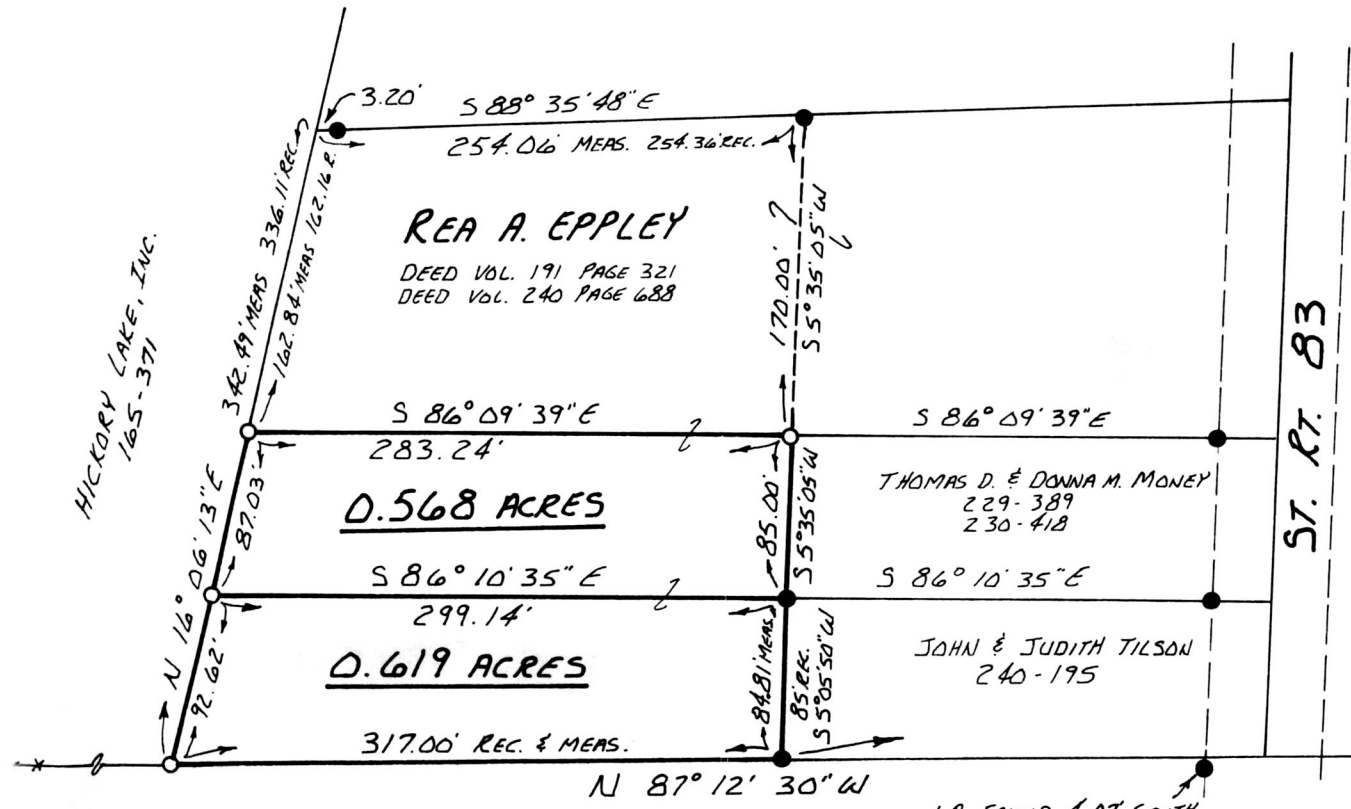 3.20'
S 88° 35' 48" E
254.06' MEAS. 254.36 REC.
342.49' MEAS 336.11' REC.
162.84' MEAS 162.16 R.
REA A. EPPLEY
DEED VOL. 191 PAGE 321
DEED VOL. 240 PAGE 688
170.00'
S 5° 35' 05" W
HICKORY LAKE, INC.
165-371
ST. RT. 83
S 86° 09' 39" E
283.24'
S 86° 09' 39" E
N 16° 06' 13" E
87.03'
0.568 ACRES
85.00'
S 5° 35' 05" W
THOMAS D. & DONNA M. MONEY
229-389
230-418
S 86° 10' 35" E
299.14'
S 86° 10' 35" E
92.62'
0.619 ACRES
84.81' MEAS.
85' REC.
S 5° 05' 50" W
JOHN & JUDITH TILSON
240-195
317.00' REC. & MEAS.
N 87° 12' 30" W